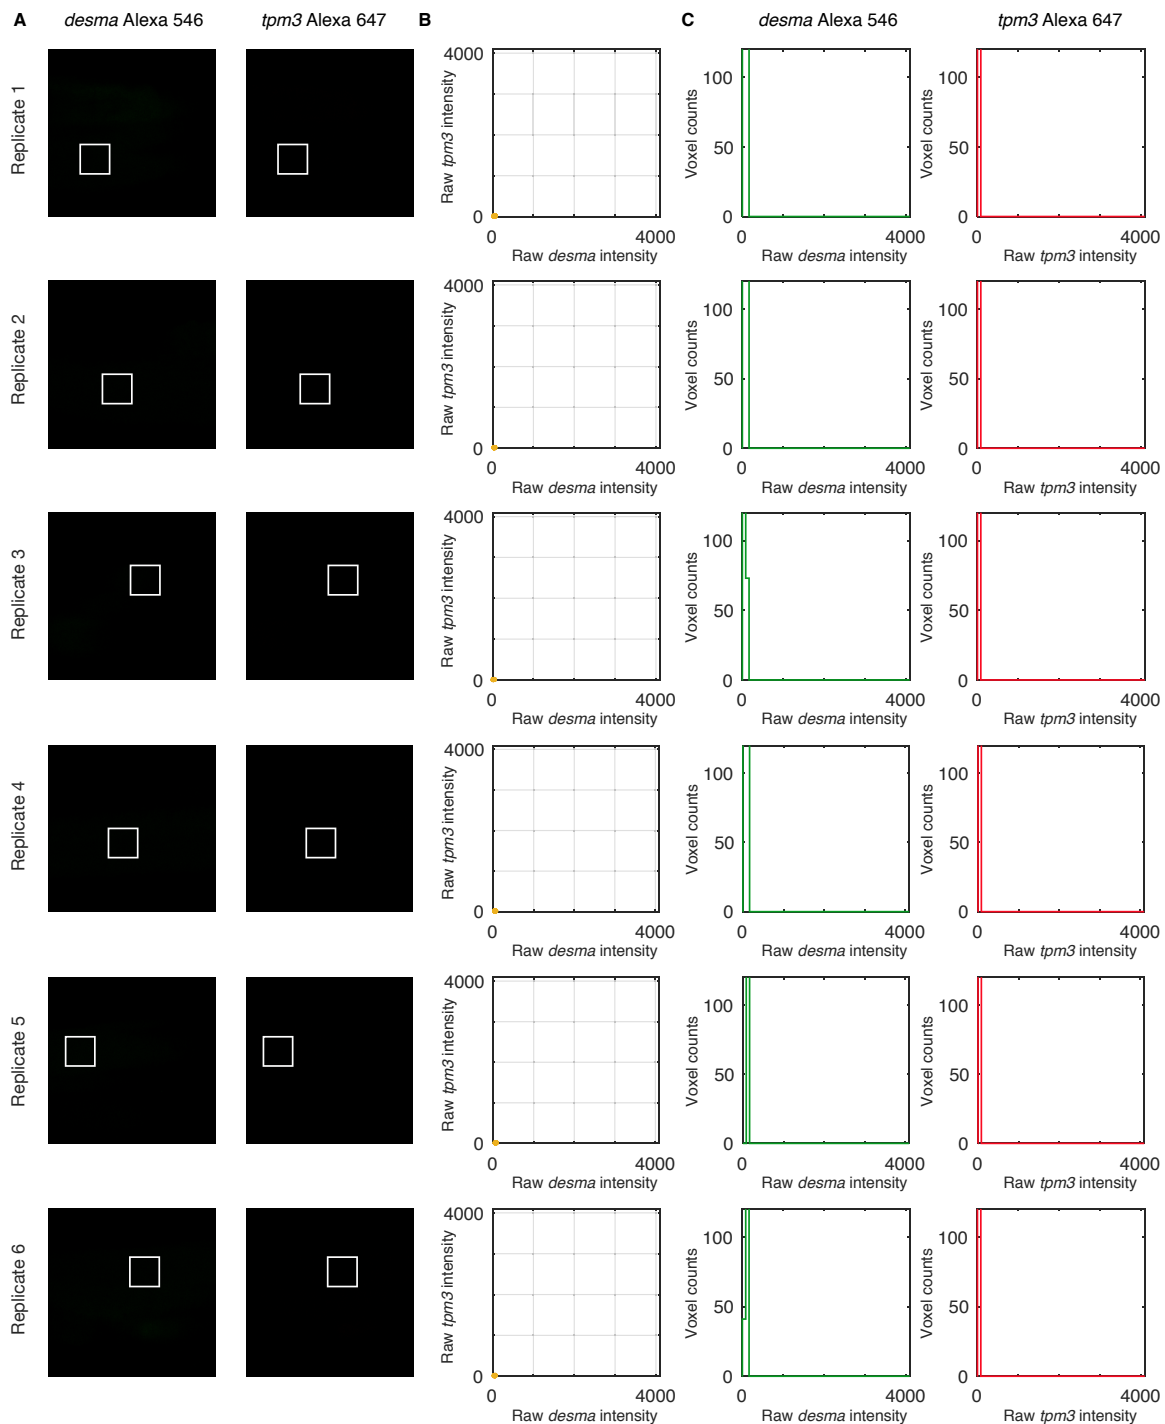 A desma Alexa 546 tpm3 Alexa 647 B C desma Alexa 546 tpm3 Alexa 647
Replicate 1
4000
Raw tpm3 intensity
0
0 4000
Raw desma intensity
Voxel counts
100
50
0
0 4000
Raw desma intensity
Voxel counts
100
50
0
0 4000
Raw tpm3 intensity
Replicate 2
4000
Raw tpm3 intensity
0
0 4000
Raw desma intensity
Voxel counts
100
50
0
0 4000
Raw desma intensity
Voxel counts
100
50
0
0 4000
Raw tpm3 intensity
Replicate 3
4000
Raw tpm3 intensity
0
0 4000
Raw desma intensity
Voxel counts
100
50
0
0 4000
Raw desma intensity
Voxel counts
100
50
0
0 4000
Raw tpm3 intensity
Replicate 4
4000
Raw tpm3 intensity
0
0 4000
Raw desma intensity
Voxel counts
100
50
0
0 4000
Raw desma intensity
Voxel counts
100
50
0
0 4000
Raw tpm3 intensity
Replicate 5
4000
Raw tpm3 intensity
0
0 4000
Raw desma intensity
Voxel counts
100
50
0
0 4000
Raw desma intensity
Voxel counts
100
50
0
0 4000
Raw tpm3 intensity
Replicate 6
4000
Raw tpm3 intensity
0
0 4000
Raw desma intensity
Voxel counts
100
50
0
0 4000
Raw desma intensity
Voxel counts
100
50
0
0 4000
Raw tpm3 intensity